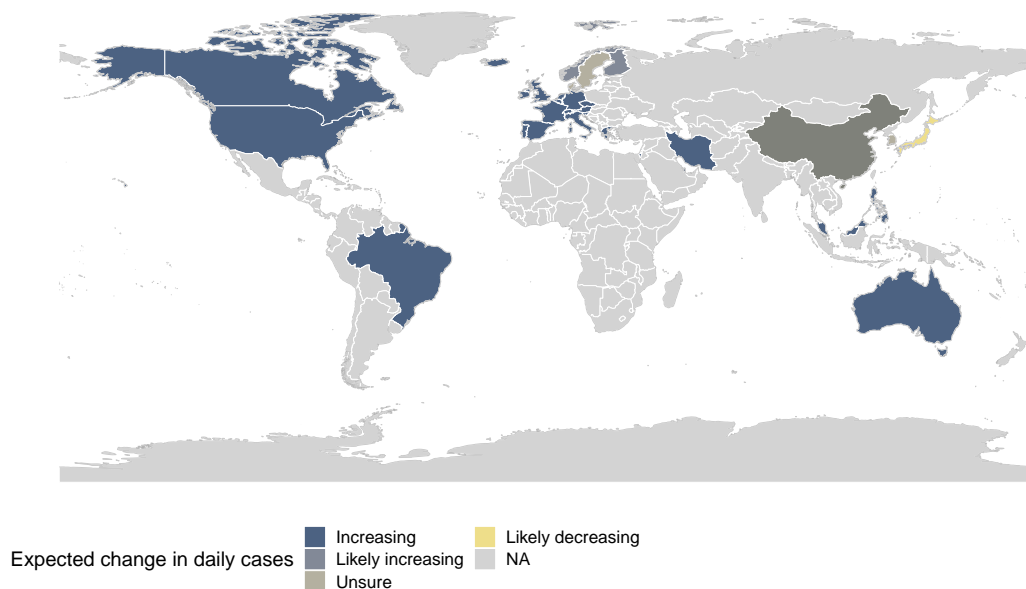 Expected change in daily cases
Increasing
Likely increasing
Unsure
Likely decreasing
NA